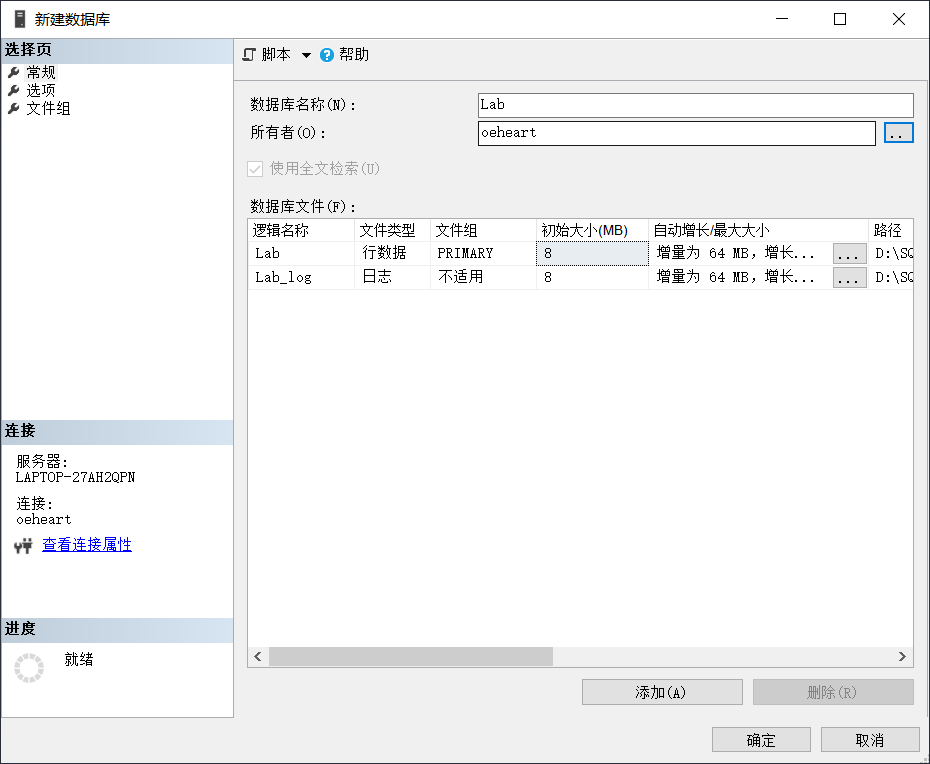 新建数据库
选择页
常规
选项
文件组
脚本 帮助
数据库名称(N):
Lab
所有者(O):
oeheart
..
使用全文检索(U)
数据库文件(F):
逻辑名称 文件类型 文件组 初始大小(MB) 自动增长/最大大小 路径
Lab 行数据 PRIMARY 8 增量为 64 MB，增长... ... D:\SQ
Lab_log 日志 不适用 8 增量为 64 MB，增长... ... D:\SQ
连接
服务器:
LAPTOP-27AH2QPN
连接:
oeheart
查看连接属性
进度
就绪
添加(A) 删除(R)
确定 取消